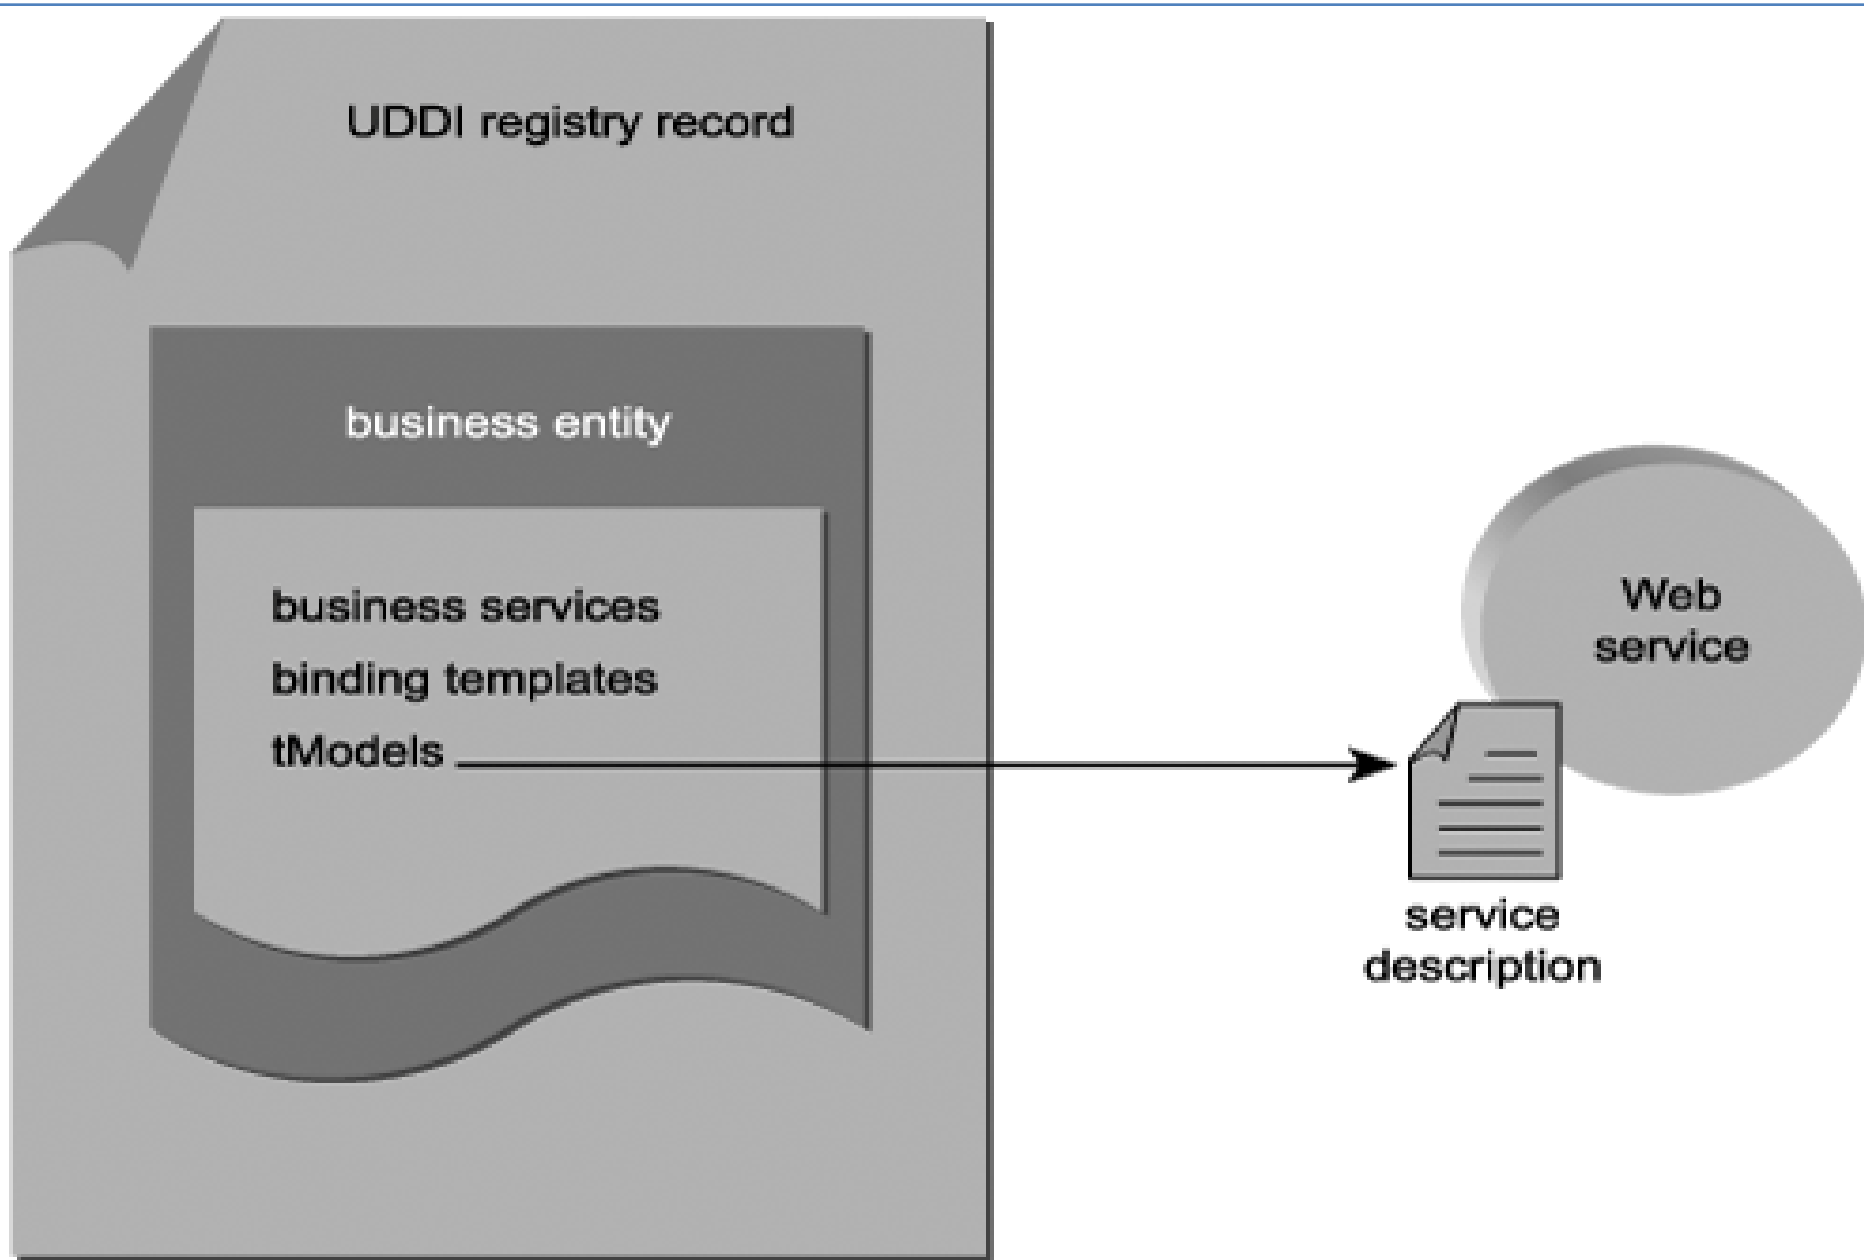 UDDI registry record
business entity
business services
binding templates
tModels
Web
service
service
description